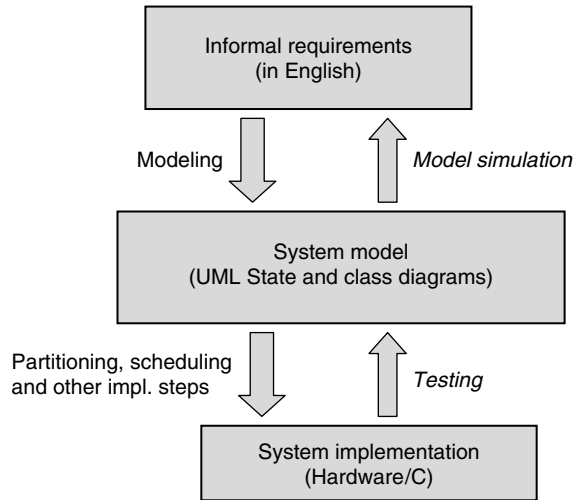 Informal requirements
(in English)
Modeling
Model simulation
System model
(UML State and class diagrams)
Partitioning, scheduling
and other impl. steps
Testing
System implementation
(Hardware/C)